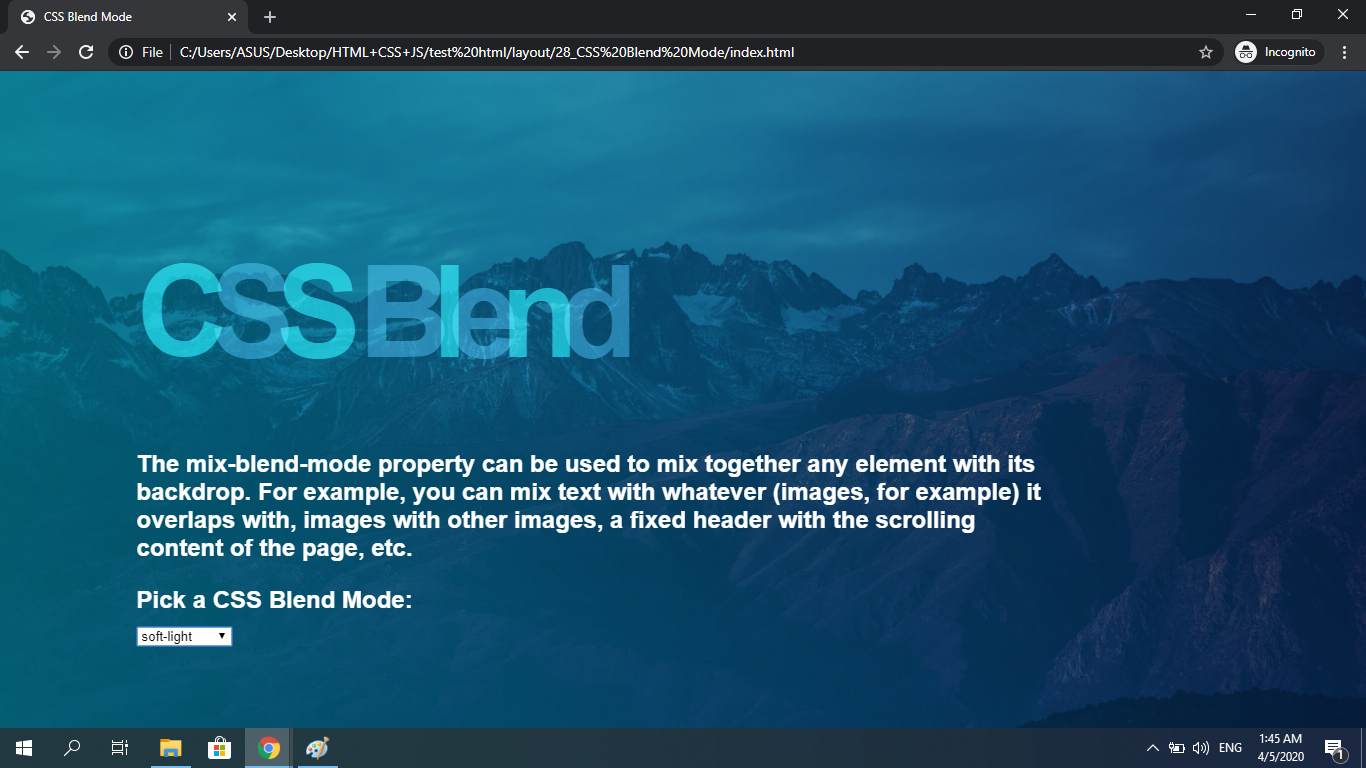 CSS Blend Mode
File
C:/Users/ASUS/Desktop/HTML+CSS+JS/test%20html/layout/28_CSS%20Blend%20Mode/index.html
Incognito
CSS Blend
The mix-blend-mode property can be used to mix together any element with its
backdrop. For example, you can mix text with whatever (images, for example) it
overlaps with, images with other images, a fixed header with the scrolling
content of the page, etc.
Pick a CSS Blend Mode:
soft-light
ENG
1:45 AM
4/5/2020
1